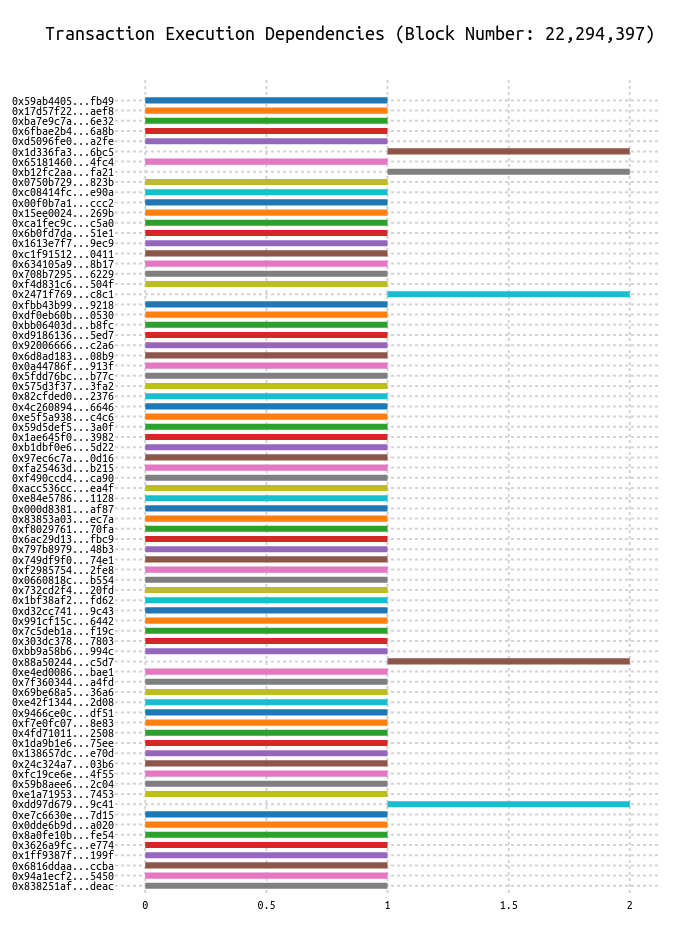 Transaction Execution Dependencies (Block Number: 22,294,397)
0x59ab4405...fb49
0x17d57f22...aef8
0xba7e9c7a...6e32
0x6fbae2b4...6a8b
0xd5096fe0...a2fe
0x1d336fa3...6bc5
0x65181460...4fc4
0xb12fc2aa...fa21
0x0750b729...823b
0xc08414fc...e90a
0x00f0b7a1...ccc2
0x15ee0024...269b
0xca1fec9c...c5a0
0x6b0fd7da...51e1
0x1613e7f7...9ec9
0xc1f91512...0411
0x634105a9...8b17
0x708b7295...6229
0xf4d831c6...504f
0x2471f769...c8c1
0xfbb43b99...9218
0xdf0eb60b...0530
0xbb06403d...b8fc
0xd9186136...5ed7
0x92006666...c2a6
0x6d8ad183...08b9
0x0a44786f...913f
0x5fdd76bc...b77c
0x575d3f37...3fa2
0x82cfded0...2376
0x4c260894...6646
0xe5f5a938...c4c6
0x59d5def5...3a0f
0x1ae645f0...3982
0xb1dbf0e6...5d22
0x97ec6c7a...0d16
0xfa25463d...b215
0xf490ccd4...ca90
0xacc536cc...ea4f
0xe84e5786...1128
0x000d8381...af87
0x83853a03...ec7a
0xf8029761...70fa
0x6ac29d13...fbc9
0x797b8979...48b3
0x749df9f0...74e1
0xf2985754...2fe8
0x0660818c...b554
0x732cd2f4...20fd
0x1bf38af2...fd62
0xd32cc741...9c43
0x991cf15c...6442
0x7c5deb1a...f19c
0x303dc378...7803
0xbb9a58b6...994c
0x88a50244...c5d7
0xe4ed0086...bae1
0x7f360344...a4fd
0x69be68a5...36a6
0xe42f1344...2d08
0x9466ce0c...df51
0xf7e0fc07...8e83
0x4fd71011...2508
0x1da9b1e6...75ee
0x138657dc...e70d
0x24c324a7...03b6
0xfc19ce6e...4f55
0x59b8aee6...2c04
0xe1a71953...7453
0xdd97d679...9c41
0xe7c6630e...7d15
0x0dde6b9d...a020
0x8a0fe10b...fe54
0x3626a9fc...e774
0x1ff9387f...199f
0x6816ddaa...ccba
0x94a1ecf2...5450
0x838251af...deac
0 0.5 1 1.5 2